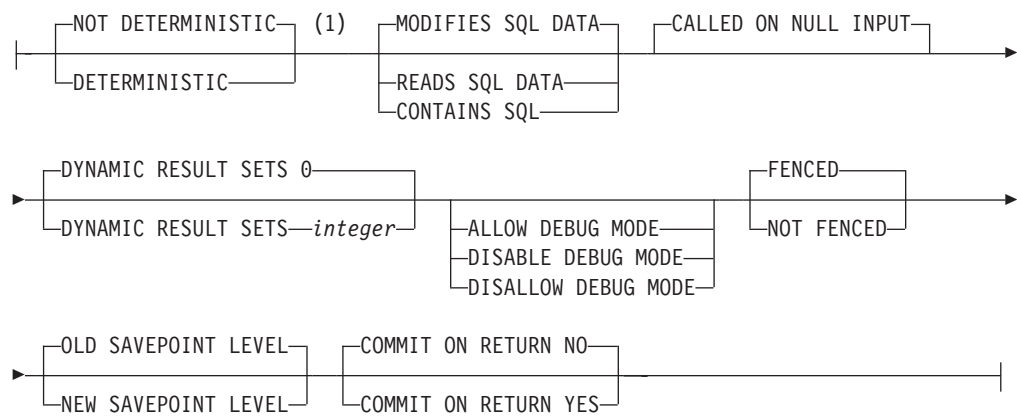 NOT DETERMINISTIC (1) MODIFIES SQL DATA CALLED ON NULL INPUT
DETERMINISTIC READS SQL DATA
CONTAINS SQL
DYNAMIC RESULT SETS 0 FENCED
DYNAMIC RESULT SETS integer ALLOW DEBUG MODE NOT FENCED
DISABLE DEBUG MODE
DISALLOW DEBUG MODE
OLD SAVEPOINT LEVEL COMMIT ON RETURN NO
NEW SAVEPOINT LEVEL COMMIT ON RETURN YES